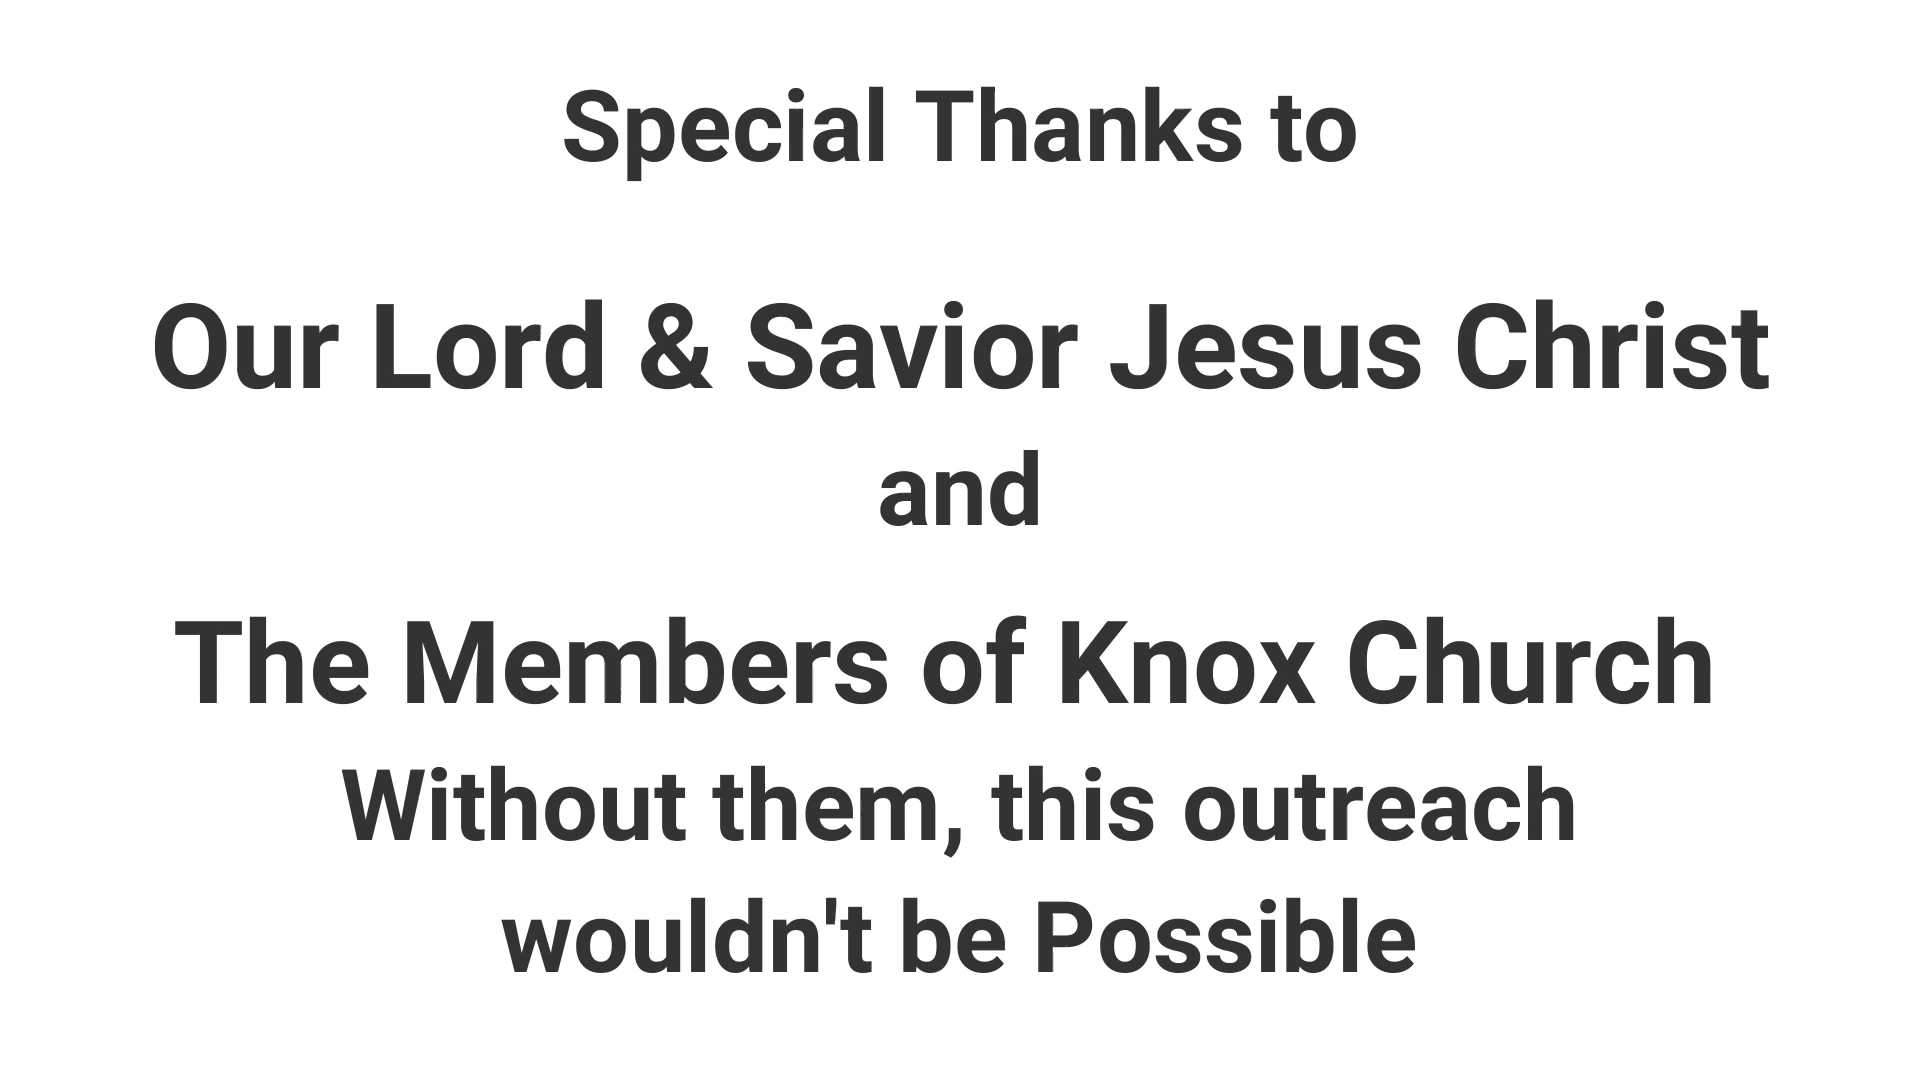 Special Thanks to
Our Lord & Savior Jesus Christ
and
The Members of Knox Church
Without them, this outreach
wouldn't be Possible